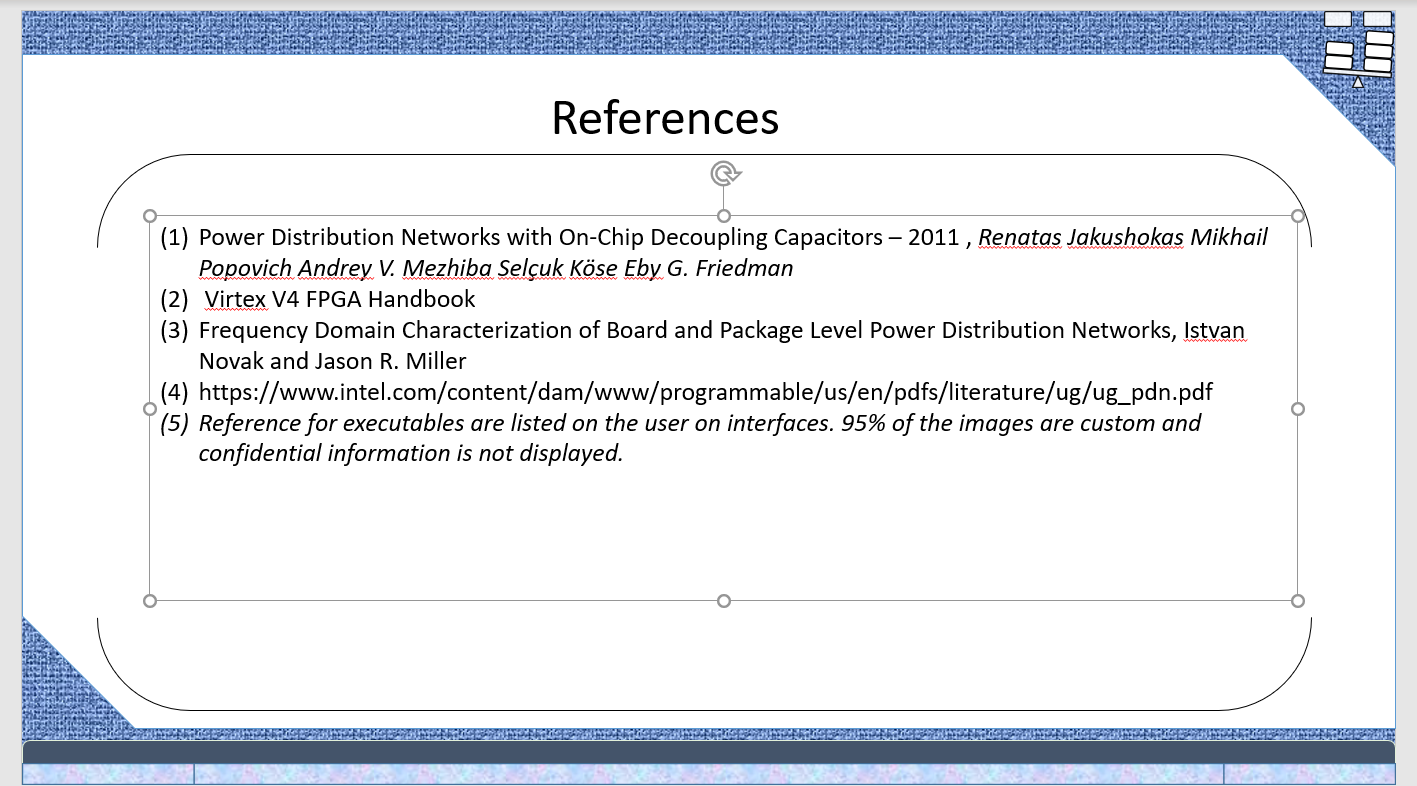 References
(1) Power Distribution Networks with On-Chip Decoupling Capacitors – 2011 , Renatas Jakushokas Mikhail
Popovich Andrey V. Mezhiba Selçuk Köse Eby G. Friedman
(2) Virtex V4 FPGA Handbook
(3) Frequency Domain Characterization of Board and Package Level Power Distribution Networks, Istvan
Novak and Jason R. Miller
(4) https://www.intel.com/content/dam/www/programmable/us/en/pdfs/literature/ug/ug_pdn.pdf
(5) Reference for executables are listed on the user on interfaces. 95% of the images are custom and
confidential information is not displayed.